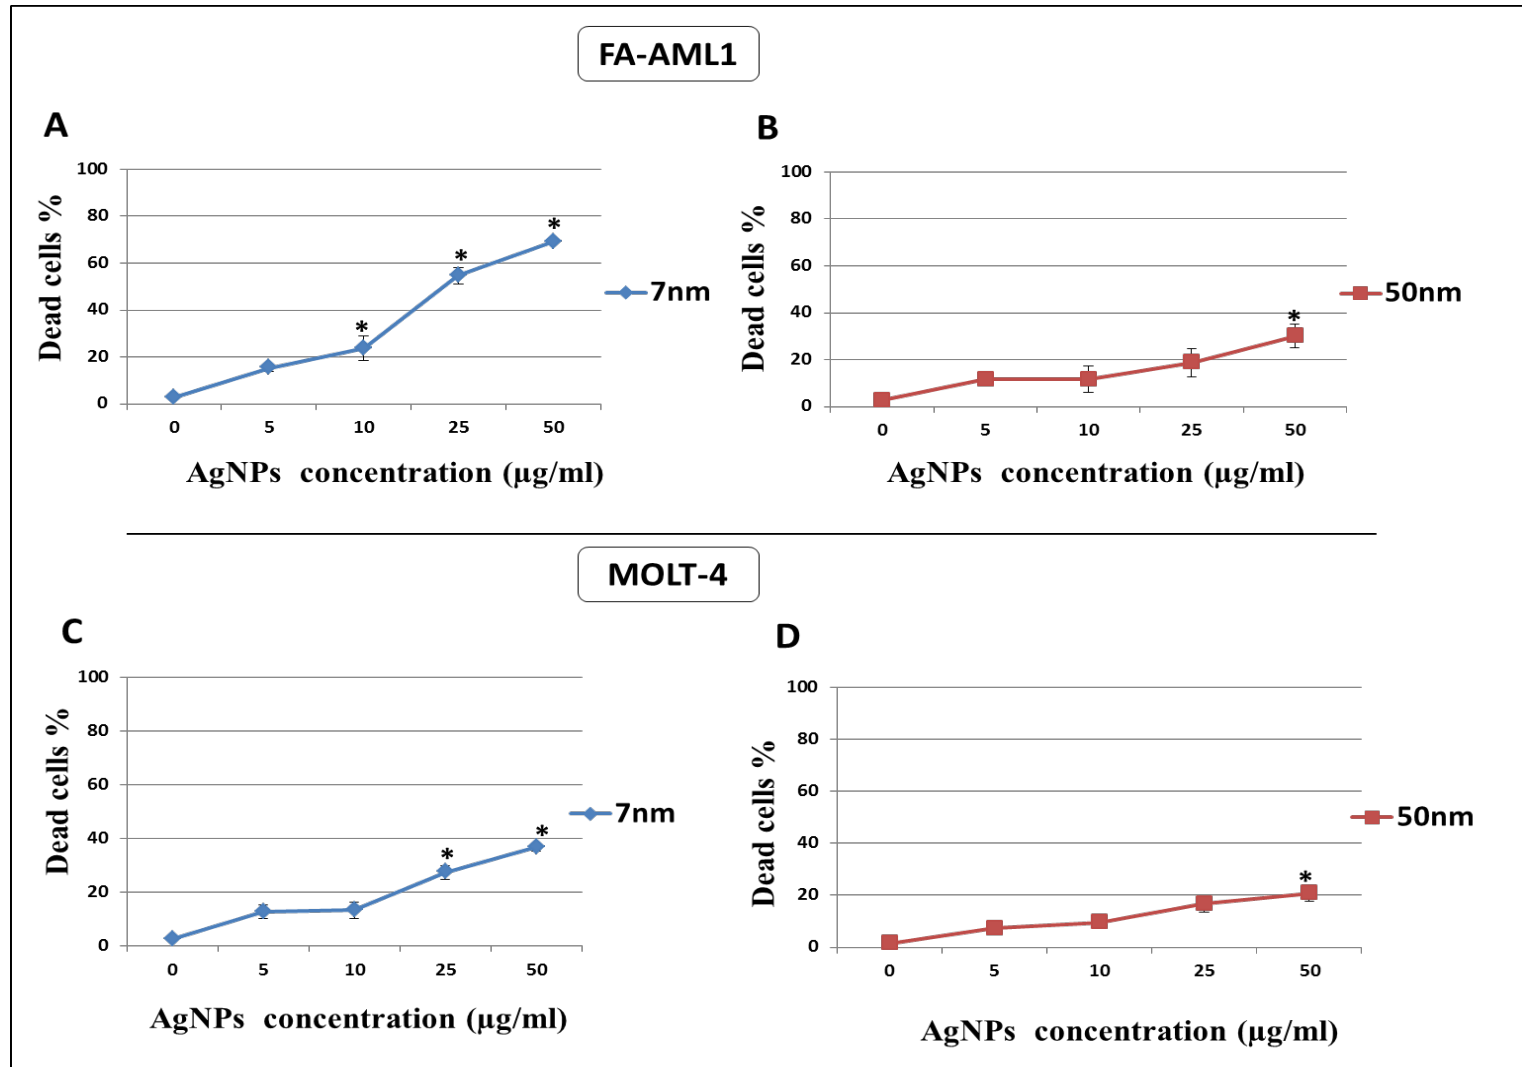 FA-AML1
A
100
80
60
40
20
0
Dead cells %
*
*
*
7nm
0 5 10 25 50
AgNPs concentration (µg/ml)
B
100
80
60
40
20
0
Dead cells %
*
50nm
0 5 10 25 50
AgNPs concentration (µg/ml)
MOLT-4
C
100
80
60
40
20
0
Dead cells %
*
*
7nm
0 5 10 25 50
AgNPs concentration (µg/ml)
D
100
80
60
40
20
0
Dead cells %
*
50nm
0 5 10 25 50
AgNPs concentration (µg/ml)